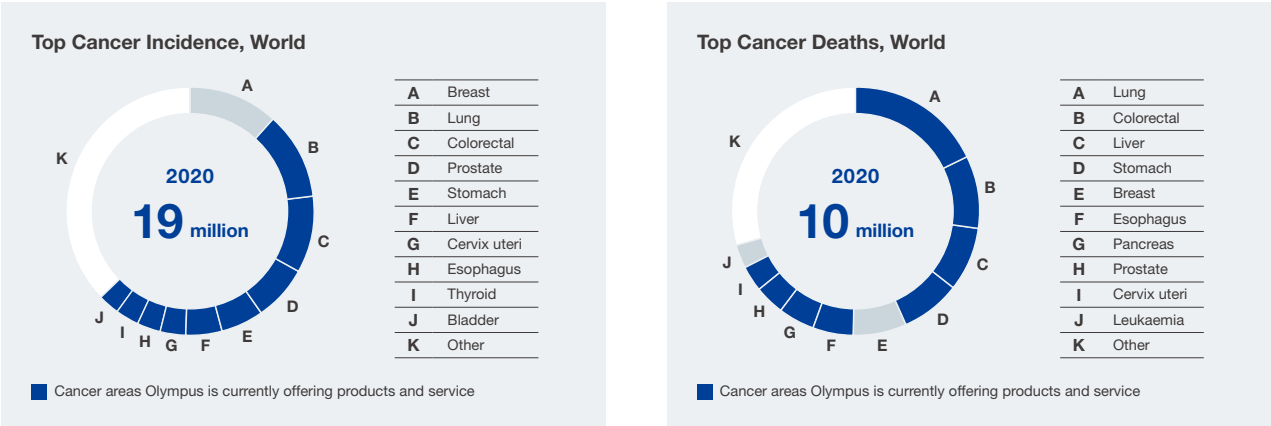 Top Cancer Incidence, World
A
B
C
D
E
F
G
H
I
J
K
2020
19 million
A Breast
B Lung
C Colorectal
D Prostate
E Stomach
F Liver
G Cervix uteri
H Esophagus
I Thyroid
J Bladder
K Other
Cancer areas Olympus is currently offering products and service
Top Cancer Deaths, World
A
B
C
D
E
F
G
H
I
J
K
2020
10 million
A Lung
B Colorectal
C Liver
D Stomach
E Breast
F Esophagus
G Pancreas
H Prostate
I Cervix uteri
J Leukaemia
K Other
Cancer areas Olympus is currently offering products and service